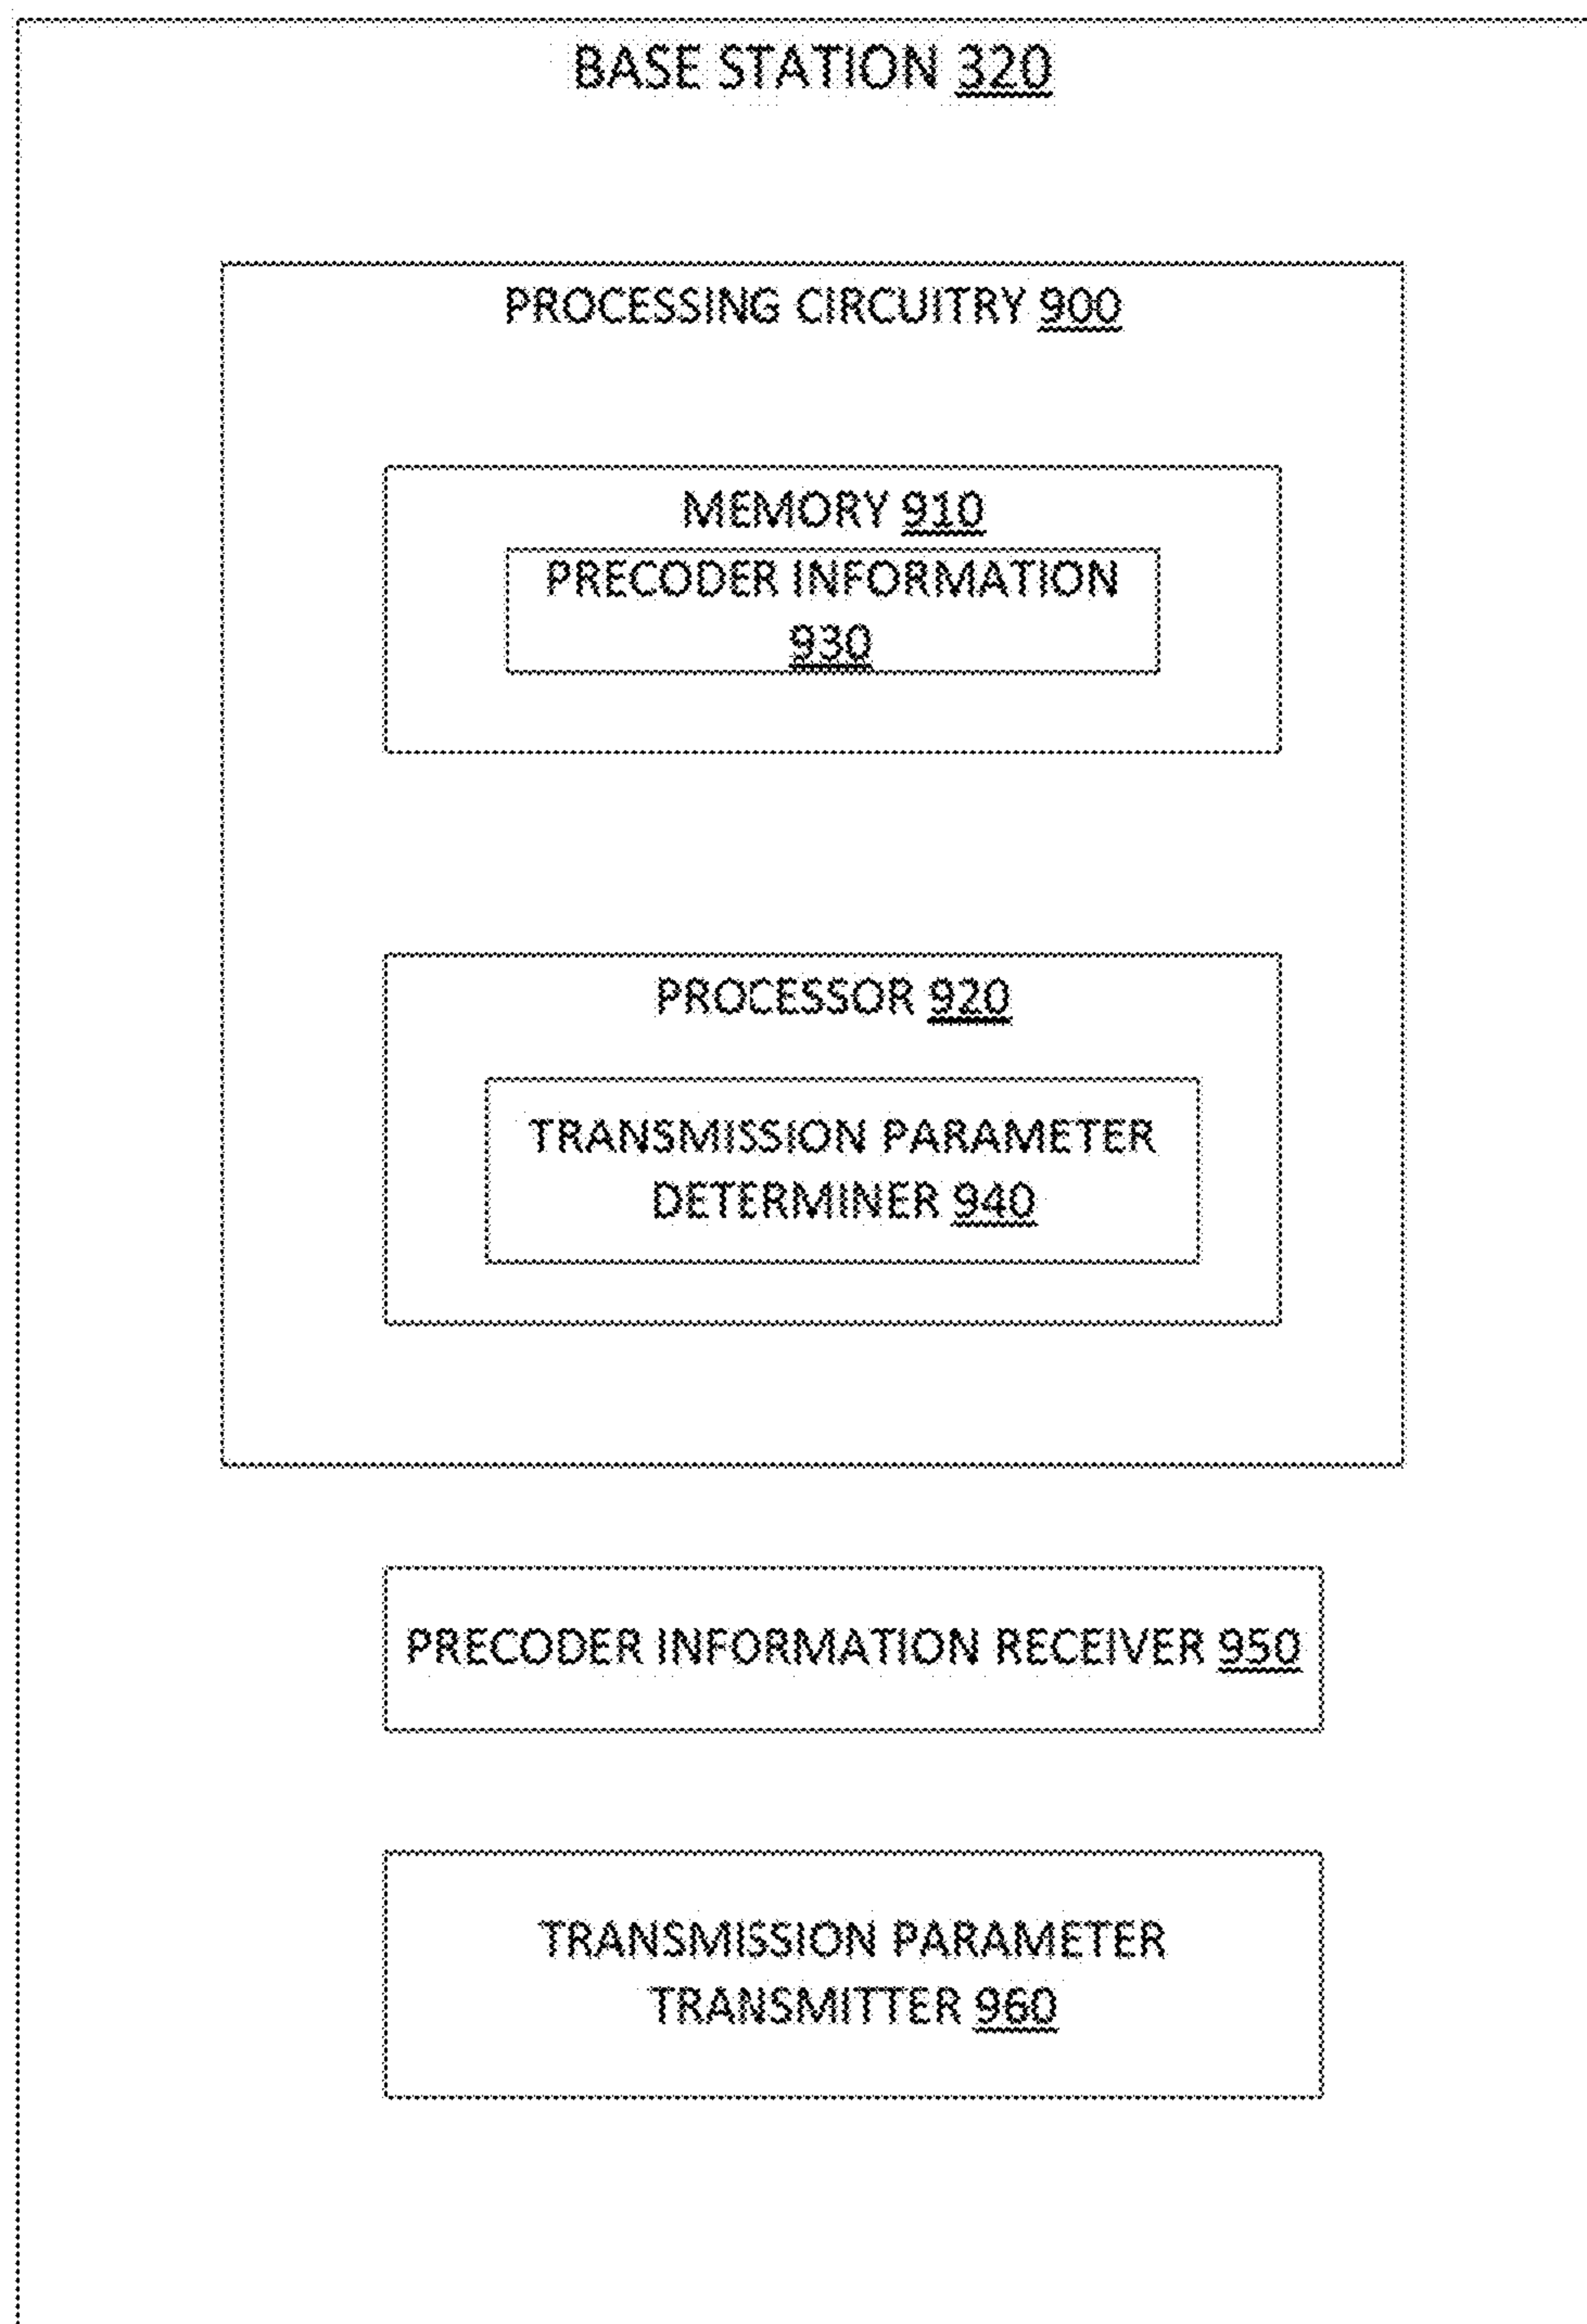 BASE STATION 320
PROCESSING CIRCUITRY 900
MEMORY 910
PRECODER INFORMATION
930
PROCESSOR 920
TRANSMISSION PARAMETER
DETERMINER 940
PRECODER INFORMATION RECEIVER 950
TRANSMISSION PARAMETER
TRANSMITTER 960